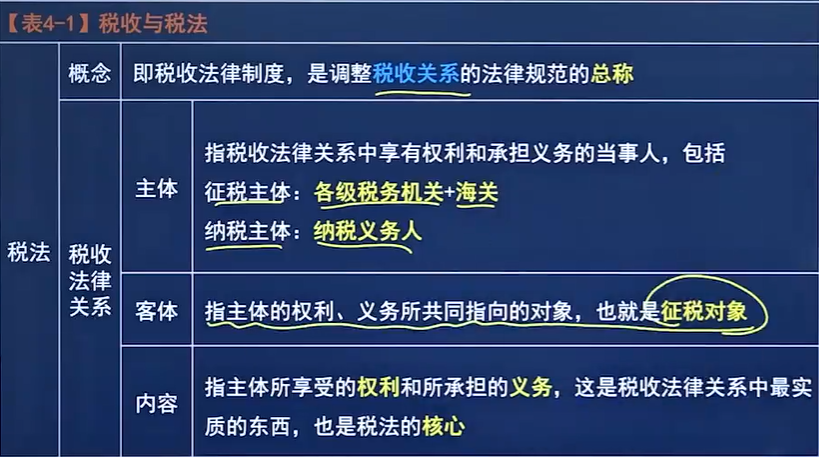 【表4-1】税收与税法
税法
概念
即税收法律制度，是调整税收关系的法律规范的总称
税收
法律
关系
主体
指税收法律关系中享有权利和承担义务的当事人，包括
征税主体：各级税务机关+海关
纳税主体：纳税义务人
客体
指主体的权利、义务所共同指向的对象，也就是征税对象
内容
指主体所享受的权利和所承担的义务，这是税收法律关系中最实
质的东西，也是税法的核心